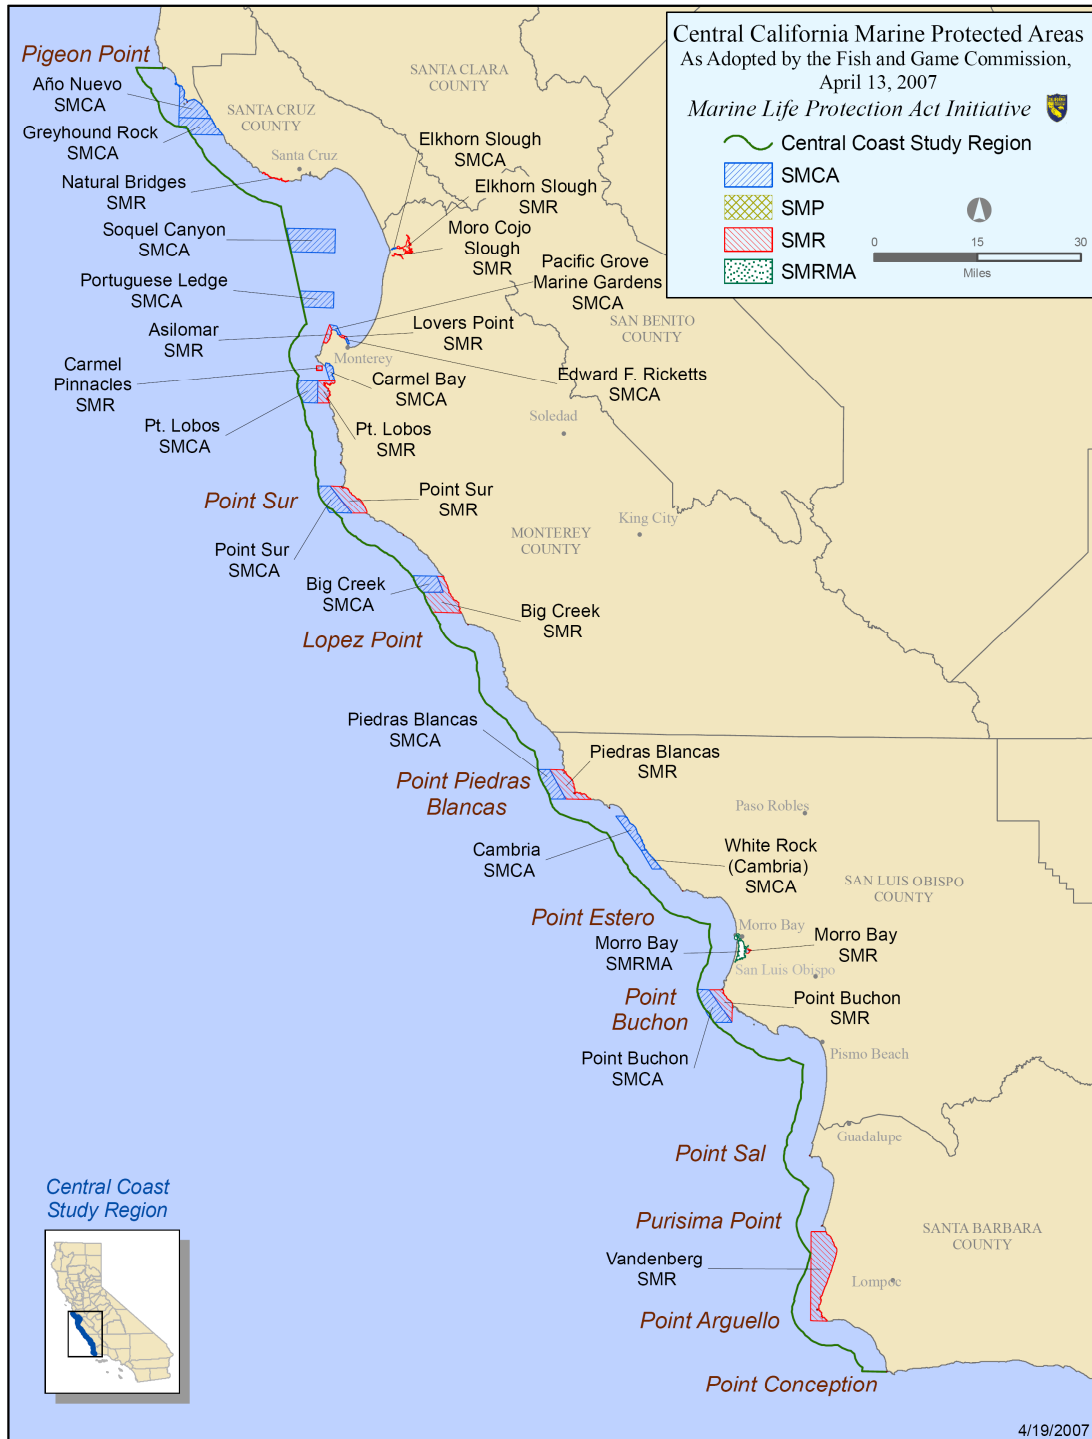 Central California Marine Protected Areas
As Adopted by the Fish and Game Commission,
April 13, 2007
Marine Life Protection Act Initiative
Central Coast Study Region
SMCA
SMP
SMR
SMRMA
0 15 30
Miles
Pigeon Point
Año Nuevo
SMCA
Greyhound Rock
SMCA
Natural Bridges
SMR
Soquel Canyon
SMCA
Portuguese Ledge
SMCA
Asilomar
SMR
Carmel
Pinnacles
SMR
Pt. Lobos
SMCA
SANTA CLARA
COUNTY
SANTA CRUZ
COUNTY
Santa Cruz
Elkhorn Slough
SMCA
Elkhorn Slough
SMR
Moro Cojo
Slough
SMR
Pacific Grove
Marine Gardens
SMCA
Lovers Point
SMR
SAN BENITO
COUNTY
Monterey
Edward F. Ricketts
SMCA
Carmel Bay
SMCA
Pt. Lobos
SMR
Soledad
Point Sur
Point Sur
SMR
Point Sur
SMCA
King City
MONTEREY
COUNTY
Big Creek
SMCA
Big Creek
SMR
Lopez Point
Piedras Blancas
SMCA
Piedras Blancas
SMR
Point Piedras
Blancas
Paso Robles
Cambria
SMCA
White Rock
(Cambria)
SMCA
SAN LUIS OBISPO
COUNTY
Point Estero
Morro Bay
Morro Bay
SMRMA
Morro Bay
SMR
San Luis Obispo
Point
Buchon
Point Buchon
SMR
Point Buchon
SMCA
Pismo Beach
Guadalupe
Point Sal
Purisima Point
SANTA BARBARA
COUNTY
Vandenberg
SMR
Lompoc
Point Arguello
Point Conception
Central Coast
Study Region
4/19/2007